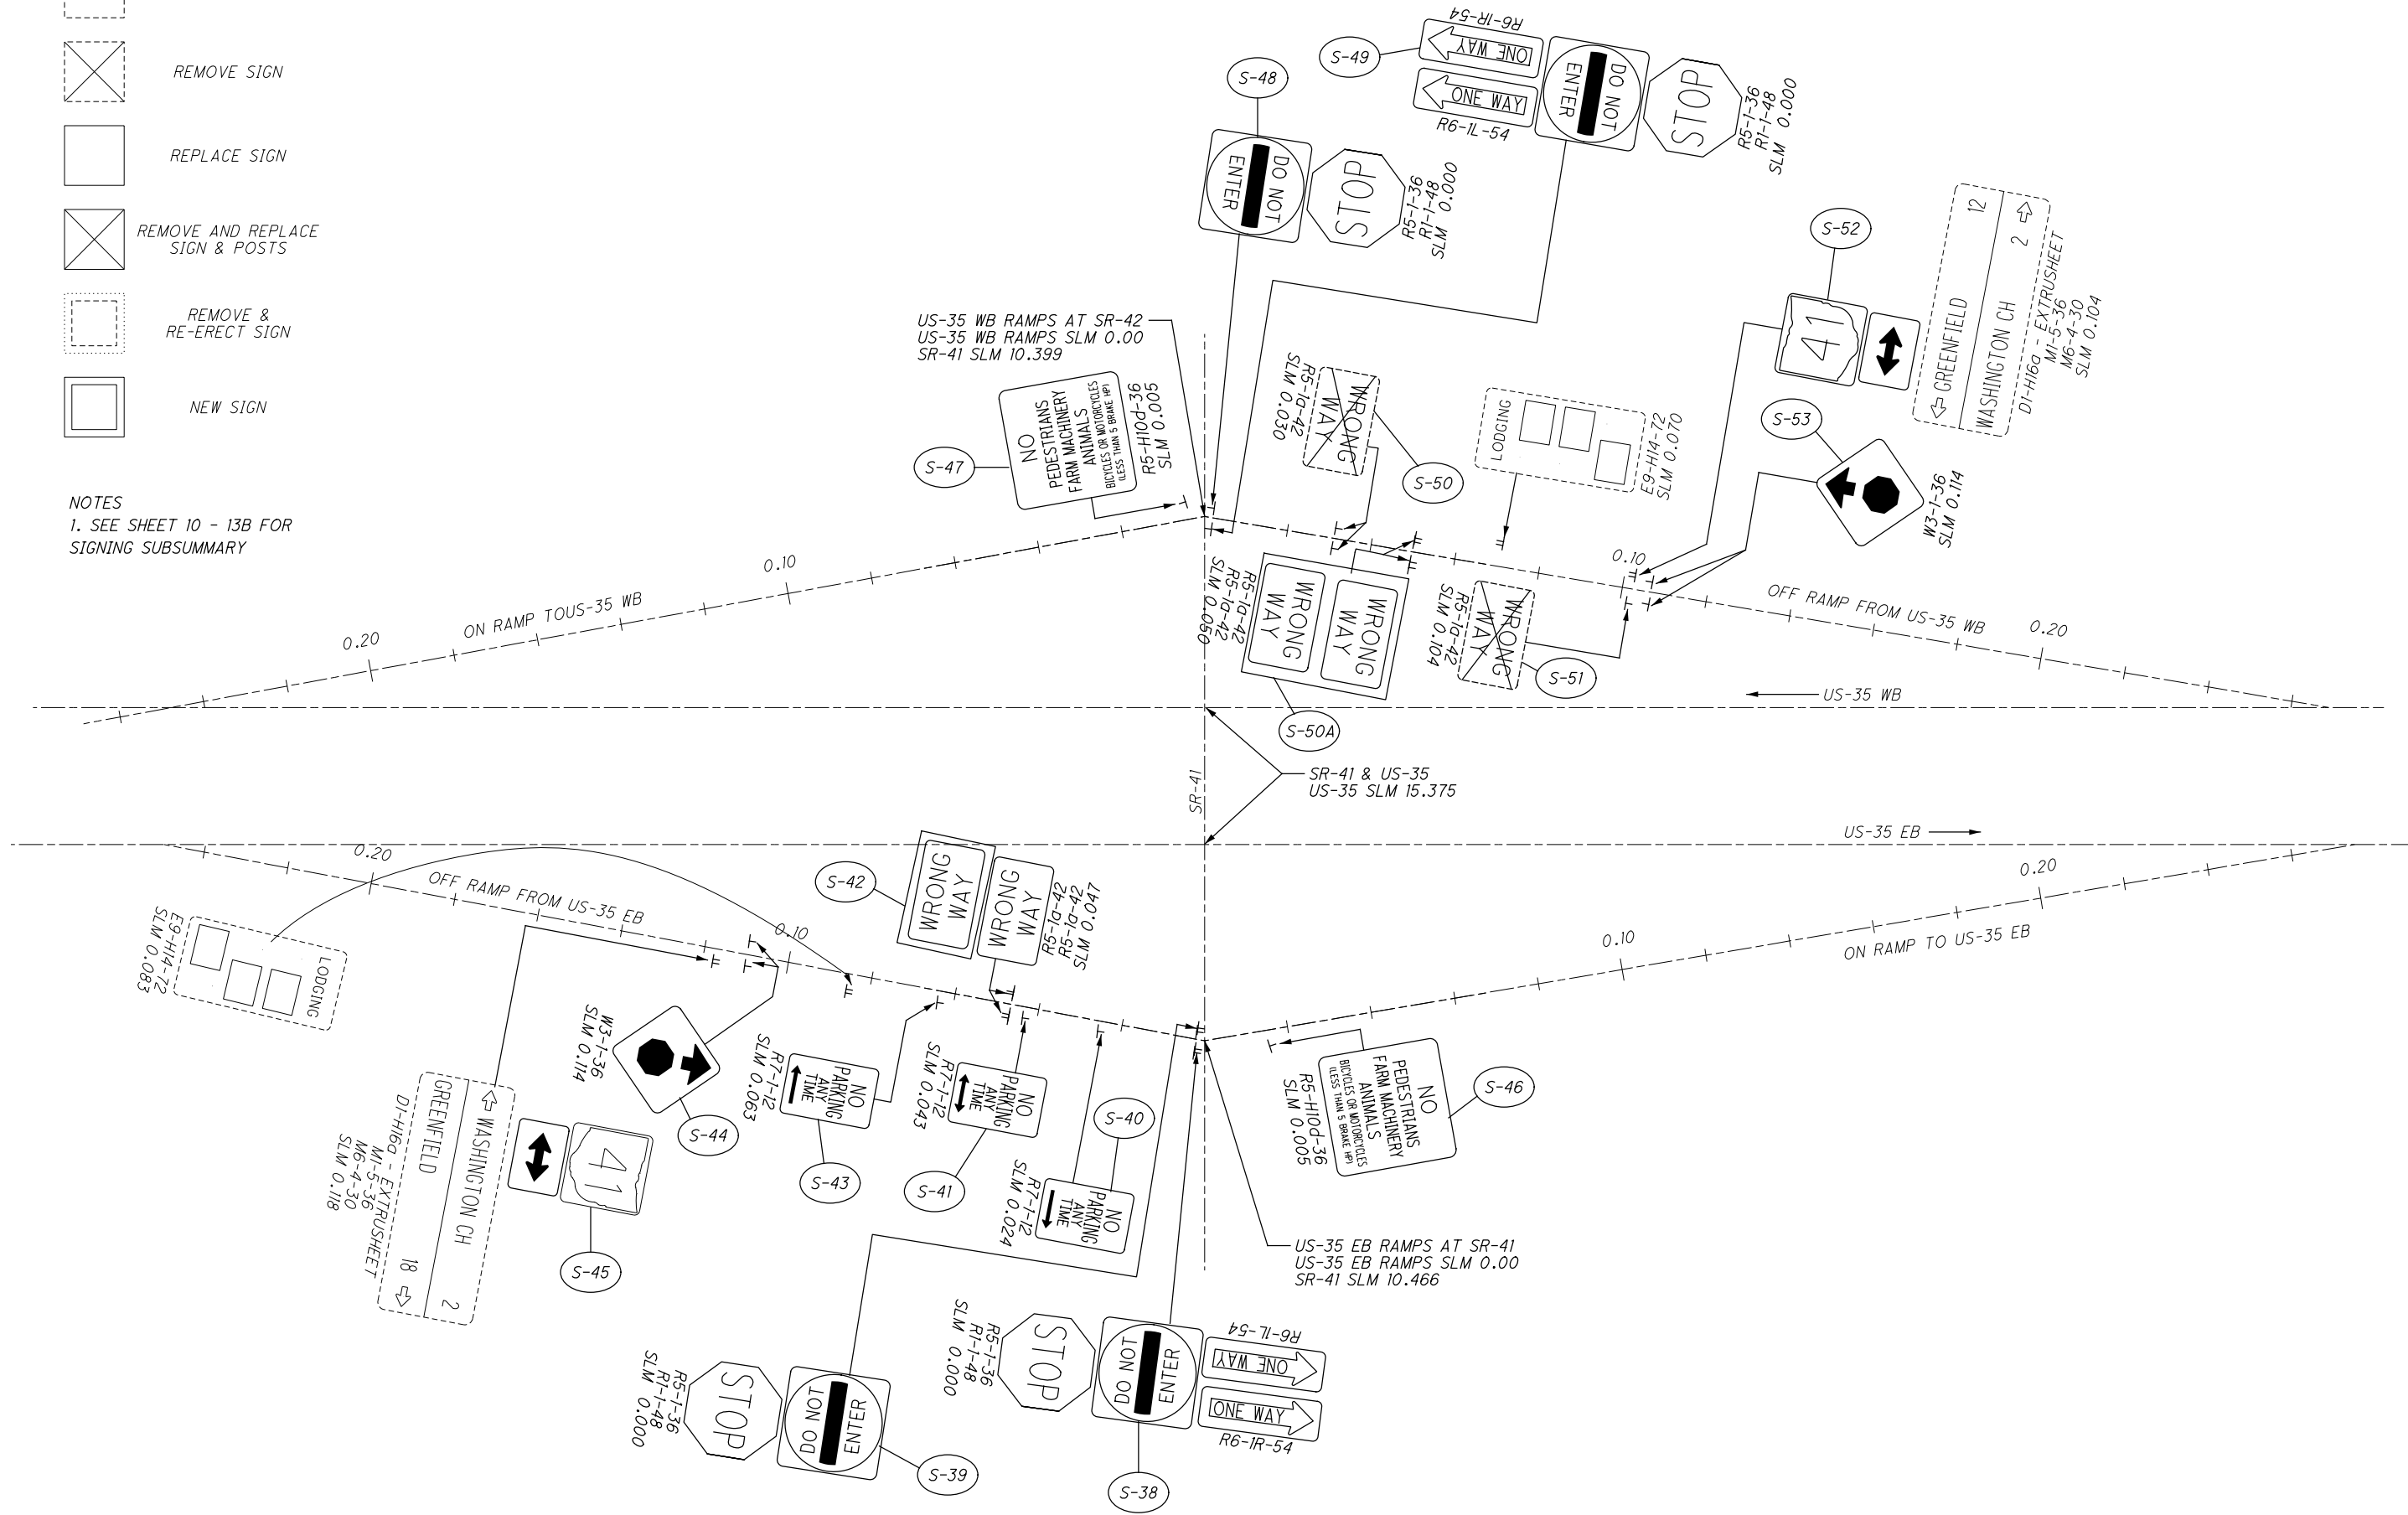 REMOVE SIGN
REPLACE SIGN
REMOVE AND REPLACE
SIGN & POSTS
REMOVE &
RE-ERECT SIGN
NEW SIGN
NOTES
1. SEE SHEET 10 - 13B FOR
SIGNING SUBSUMMARY
S-48
DO NOT
ENTER
STOP
R5-1-36
R1-1-48
SLM 0.000
S-49
R6-1R-54
ONE WAY
ONE WAY
R6-1L-54
DO NOT
ENTER
STOP
R5-1-36
R1-1-48
SLM 0.000
S-52
41
12
GREENFIELD
2
WASHINGTON CH
D1-H16a - EXTRUSHEET
M1-5-36
M6-4-30
SLM 0.104
S-53
W3-1-36
SLM 0.114
US-35 WB RAMPS AT SR-42
US-35 WB RAMPS SLM 0.00
SR-41 SLM 10.399
S-47
NO
PEDESTRIANS
FARM MACHINERY
ANIMALS
BICYCLES OR MOTORCYCLES
(LESS THAN 5 BRAKE HP)
R5-H10d-36
SLM 0.005
WRONG
WAY
R5-1a-42
SLM 0.030
S-50
LODGING
E9-H14-72
SLM 0.070
0.10
0.20
ON RAMP TOUS-35 WB
WRONG
WAY
WRONG
WAY
R5-1a-42
R5-1a-42
SLM 0.050
S-50A
WRONG
WAY
R5-1a-42
SLM 0.104
S-51
0.10
OFF RAMP FROM US-35 WB
0.20
US-35 WB
SR-41
SR-41 & US-35
US-35 SLM 15.375
US-35 EB
0.20
OFF RAMP FROM US-35 EB
0.10
LODGING
E9-H14-72
SLM 0.083
S-42
WRONG
WAY
WRONG
WAY
R5-1a-42
R5-1a-42
SLM 0.047
0.20
0.10
ON RAMP TO US-35 EB
W3-1-36
SLM 0.114
S-44
NO
PARKING
ANY
TIME
R7-1-12
SLM 0.063
S-43
NO
PARKING
ANY
TIME
R7-1-12
SLM 0.043
S-41
S-40
NO
PARKING
ANY
TIME
R7-1-12
SLM 0.024
NO
PEDESTRIANS
FARM MACHINERY
ANIMALS
BICYCLES OR MOTORCYCLES
(LESS THAN 5 BRAKE HP)
R5-H10d-36
SLM 0.005
S-46
WASHINGTON CH
2
GREENFIELD
18
D1-H16a - EXTRUSHEET
M1-5-36
M6-4-30
SLM 0.118
41
S-45
US-35 EB RAMPS AT SR-41
US-35 EB RAMPS SLM 0.00
SR-41 SLM 10.466
STOP
R5-1-36
R1-1-48
SLM 0.000
DO NOT
ENTER
S-39
STOP
R5-1-36
R1-1-48
SLM 0.000
DO NOT
ENTER
R6-1L-54
ONE WAY
ONE WAY
R6-1R-54
S-38